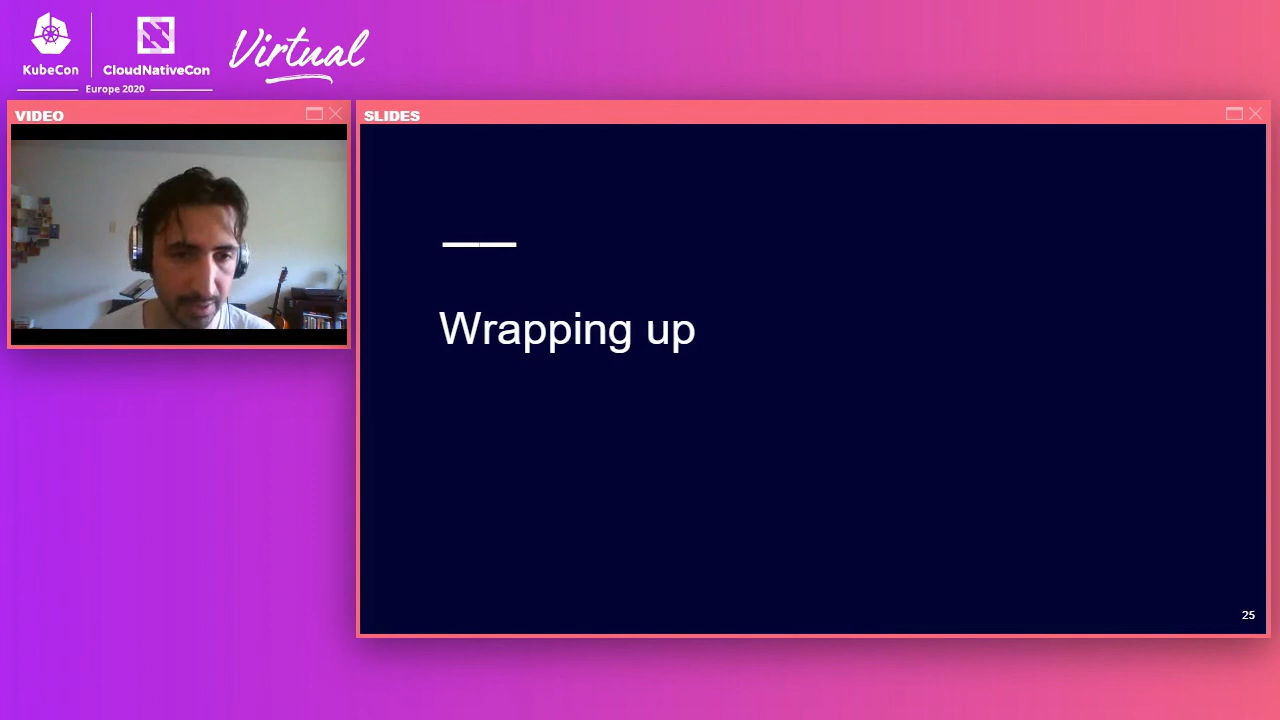 KubeCon
CloudNativeCon
Europe 2020
Virtual
VIDEO
SLIDES
Wrapping up
25